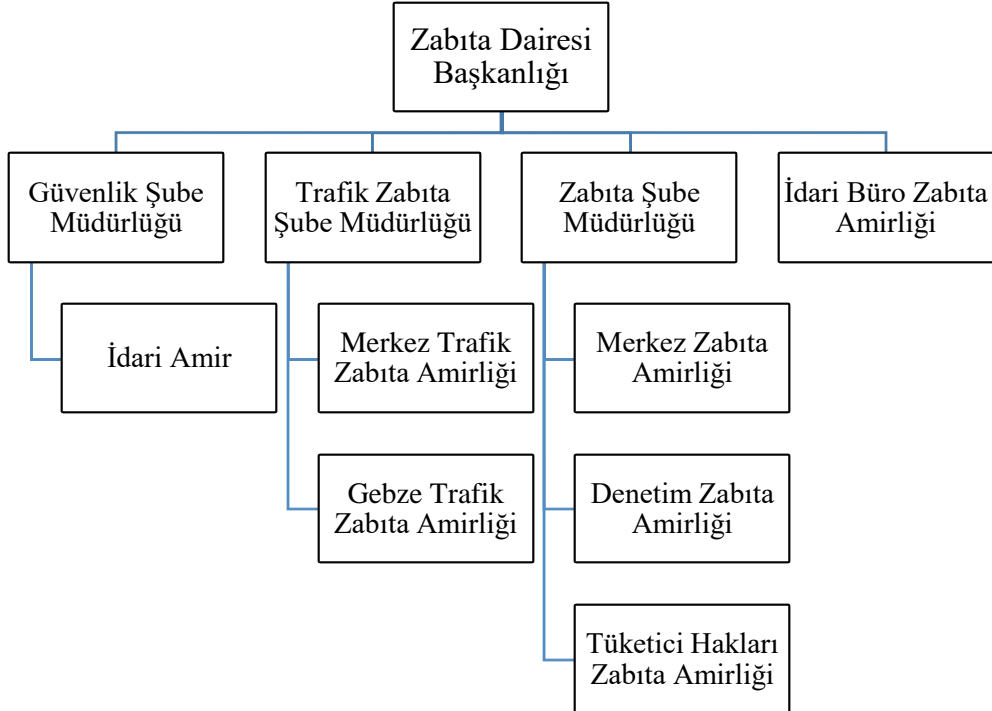 Zabıta Dairesi
Başkanlığı
Güvenlik Şube
Müdürlüğü
Trafik Zabıta
Şube Müdürlüğü
Zabıta Şube
Müdürlüğü
İdari Büro Zabıta
Amirliği
İdari Amir
Merkez Trafik
Zabıta Amirliği
Gebze Trafik
Zabıta Amirliği
Merkez Zabıta
Amirliği
Denetim Zabıta
Amirliği
Tüketici Hakları
Zabıta Amirliği